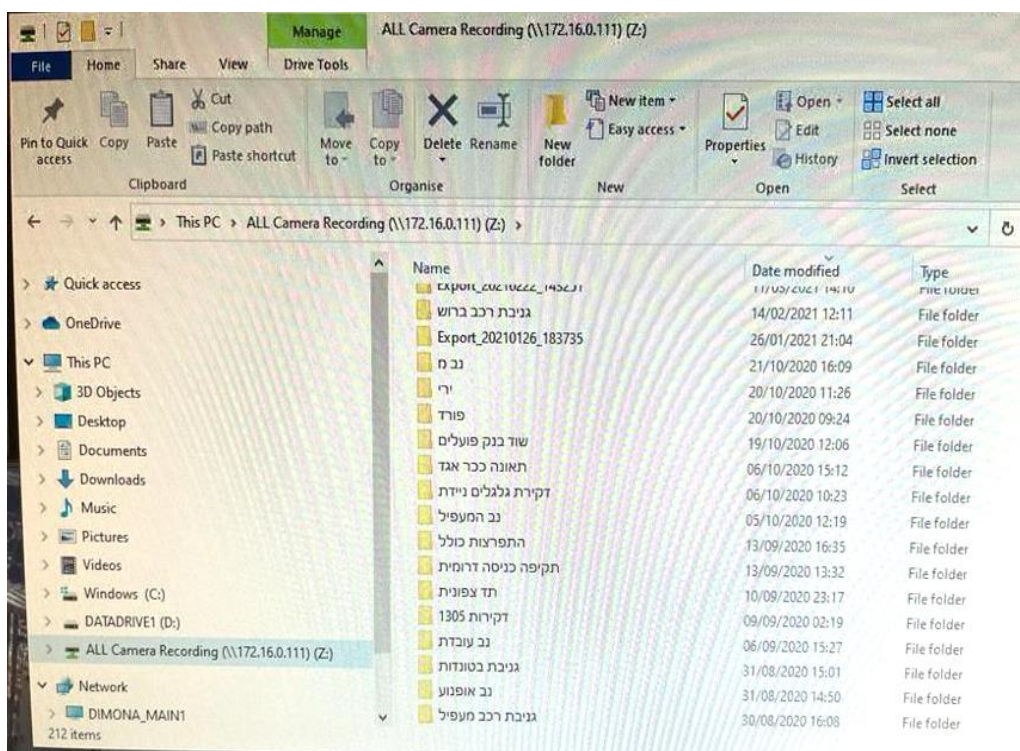 Manage
ALL Camera Recording (\\172.16.0.111) (Z:)
File Home Share View Drive Tools
Pin to Quick access
Copy
Paste
Cut
Copy path
Paste shortcut
Move to
Copy to
Delete
Rename
New folder
New item
Easy access
Properties
Open
Edit
History
Select all
Select none
Invert selection
Clipboard Organise New Open Select
This PC > ALL Camera Recording (\\172.16.0.111) (Z:) >
Quick access
OneDrive
This PC
3D Objects
Desktop
Documents
Downloads
Music
Pictures
Videos
Windows (C:)
DATADRIVE1 (D:)
ALL Camera Recording (\\172.16.0.111) (Z:)
Network
DIMONA_MAIN1
212 items
Name Date modified Type
Export_20210222_145251 11/03/2021 14:10 File folder
גניבת רכב ברוש 14/02/2021 12:11 File folder
Export_20210126_183735 26/01/2021 21:04 File folder
נב מ 21/10/2020 16:09 File folder
ירי 20/10/2020 11:26 File folder
פורד 20/10/2020 09:24 File folder
שוד בנק פועלים 19/10/2020 12:06 File folder
תאונה ככר אגד 06/10/2020 15:12 File folder
דקירת גלגלים ניידת 06/10/2020 10:23 File folder
נב המעפיל 05/10/2020 12:19 File folder
התפרצות כולל 13/09/2020 16:35 File folder
תקיפה כניסה דרומית 13/09/2020 13:32 File folder
תד צפונית 10/09/2020 23:17 File folder
דקירות 1305 09/09/2020 02:19 File folder
נב עובדת 06/09/2020 15:27 File folder
גניבת בטונדות 31/08/2020 15:01 File folder
נב אופנוע 31/08/2020 14:50 File folder
גניבת רכב מעפיל 30/08/2020 16:08 File folder